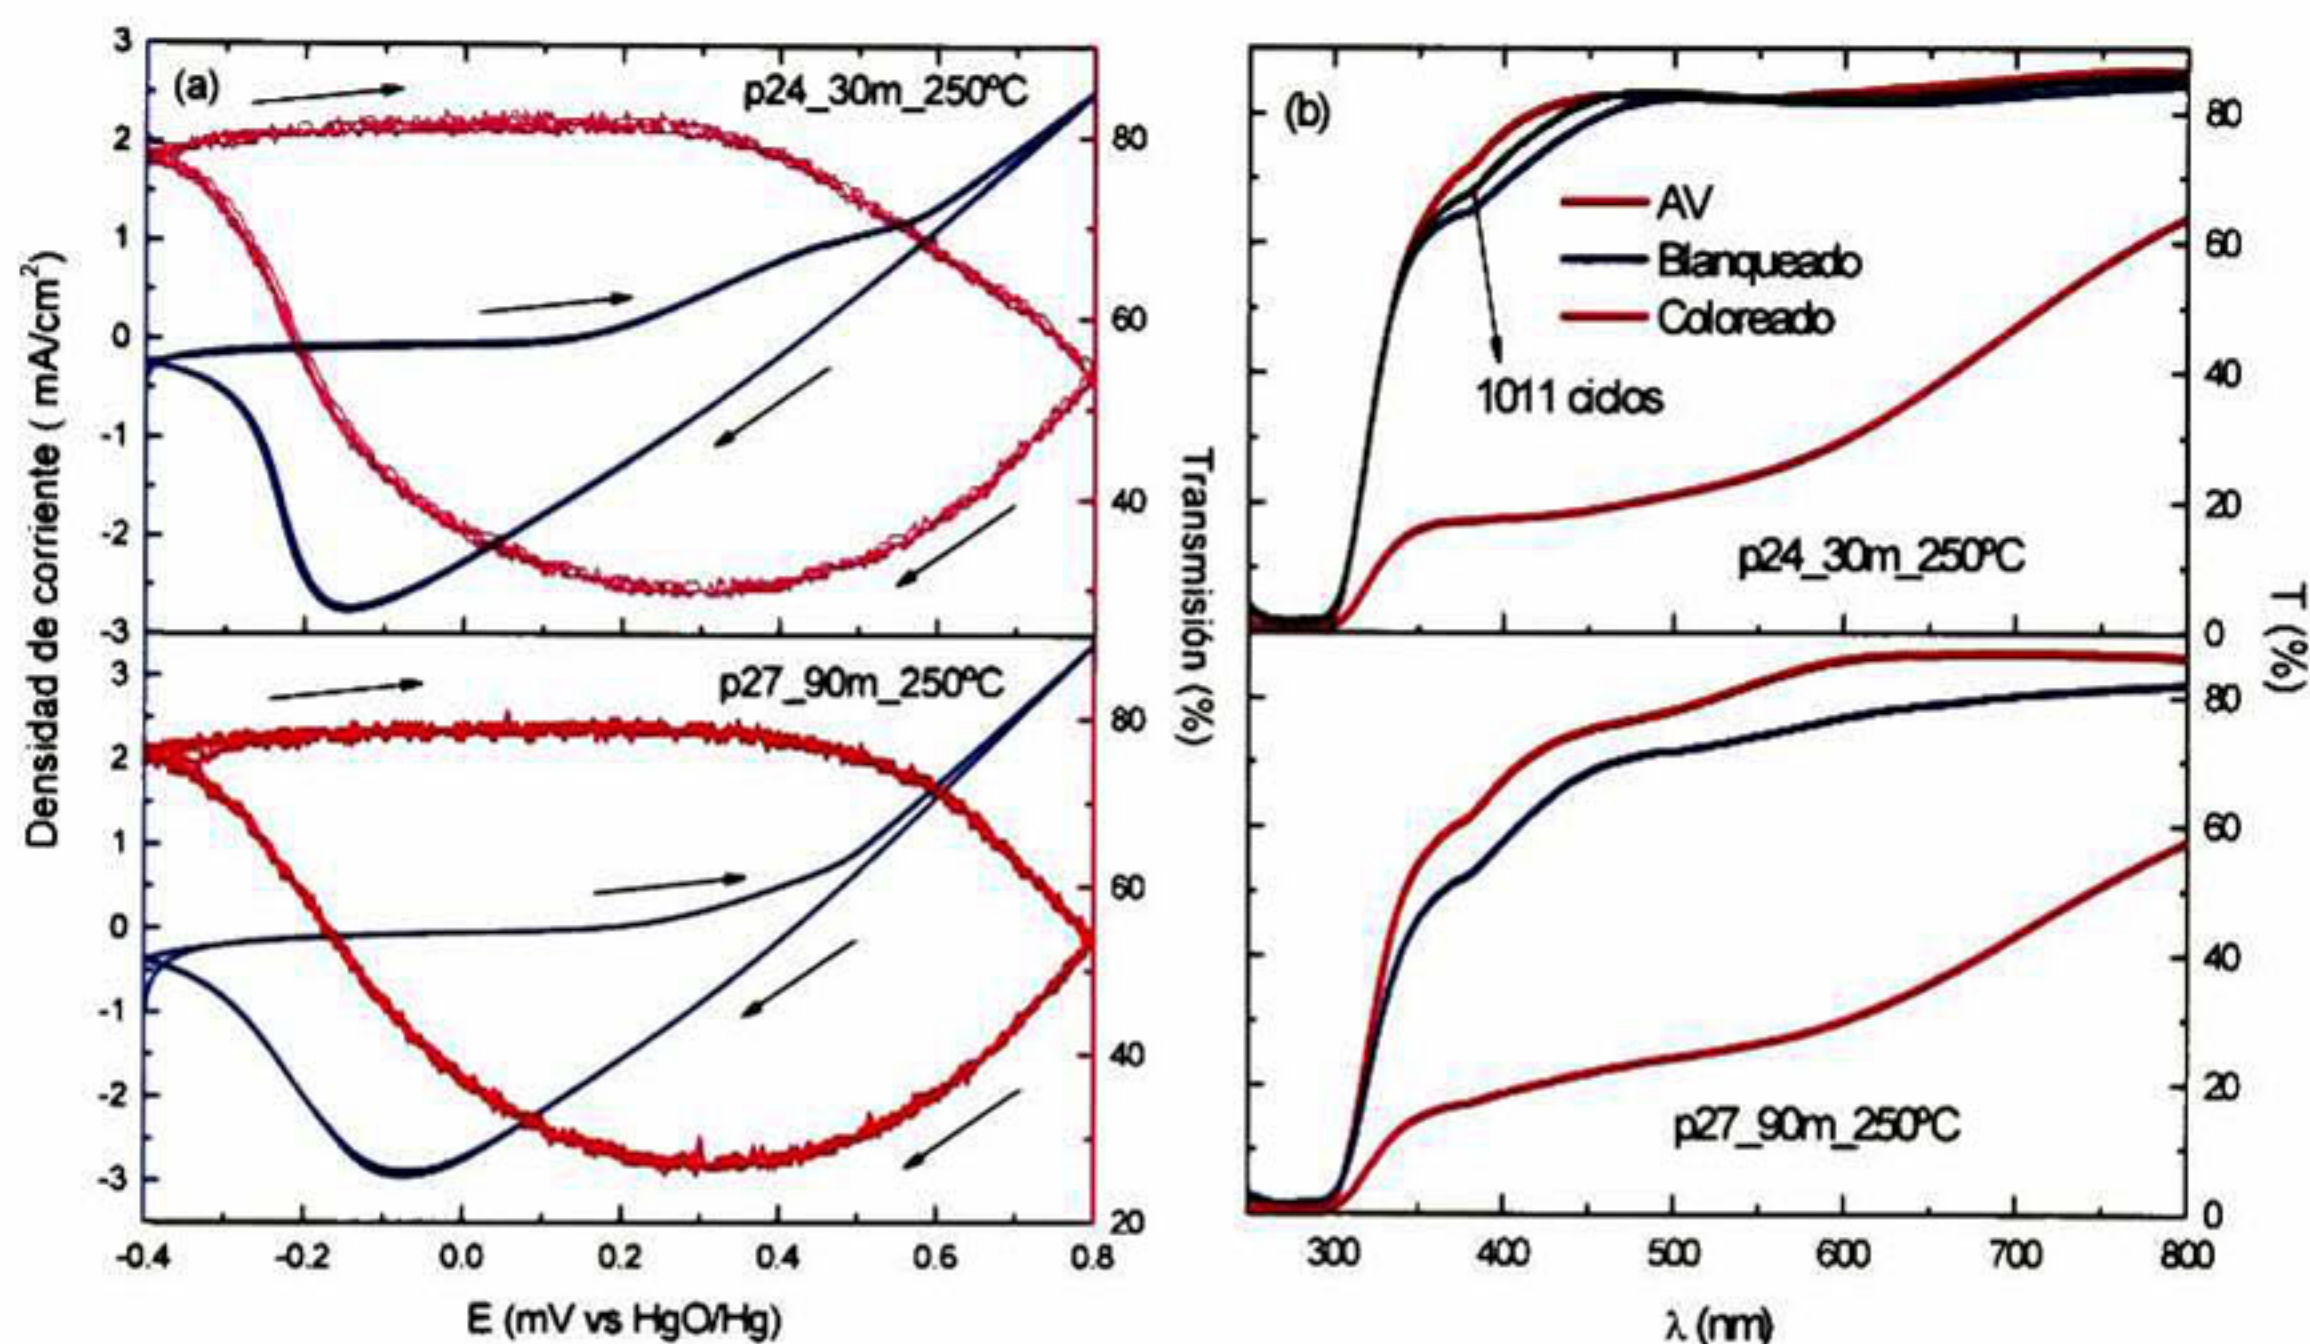 (a)
p24_30m_250ºC
3
2
1
0
-1
-2
-3
80
60
40
p27_90m_250ºC
3
2
1
0
-1
-2
-3
80
60
40
20
-0.4 -0.2 0.0 0.2 0.4 0.6 0.8
E (mV vs HgO/Hg)
Densidad de corriente ( mA/cm²)
Transmisión (%)
(b)
AV
Blanqueado
Coloreado
1011 ciclos
p24_30m_250ºC
80
60
40
20
0
p27_90m_250ºC
80
60
40
20
0
300 400 500 600 700 800
λ (nm)
T (%)